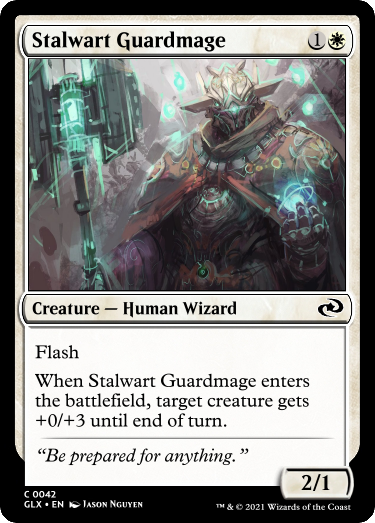 Stalwart Guardmage 1
Creature — Human Wizard
Flash
When Stalwart Guardmage enters
the battlefield, target creature gets
+0/+3 until end of turn.
“Be prepared for anything.”
2/1
C 0042
GLX • EN Jason Nguyen
™ & © 2021 Wizards of the Coast